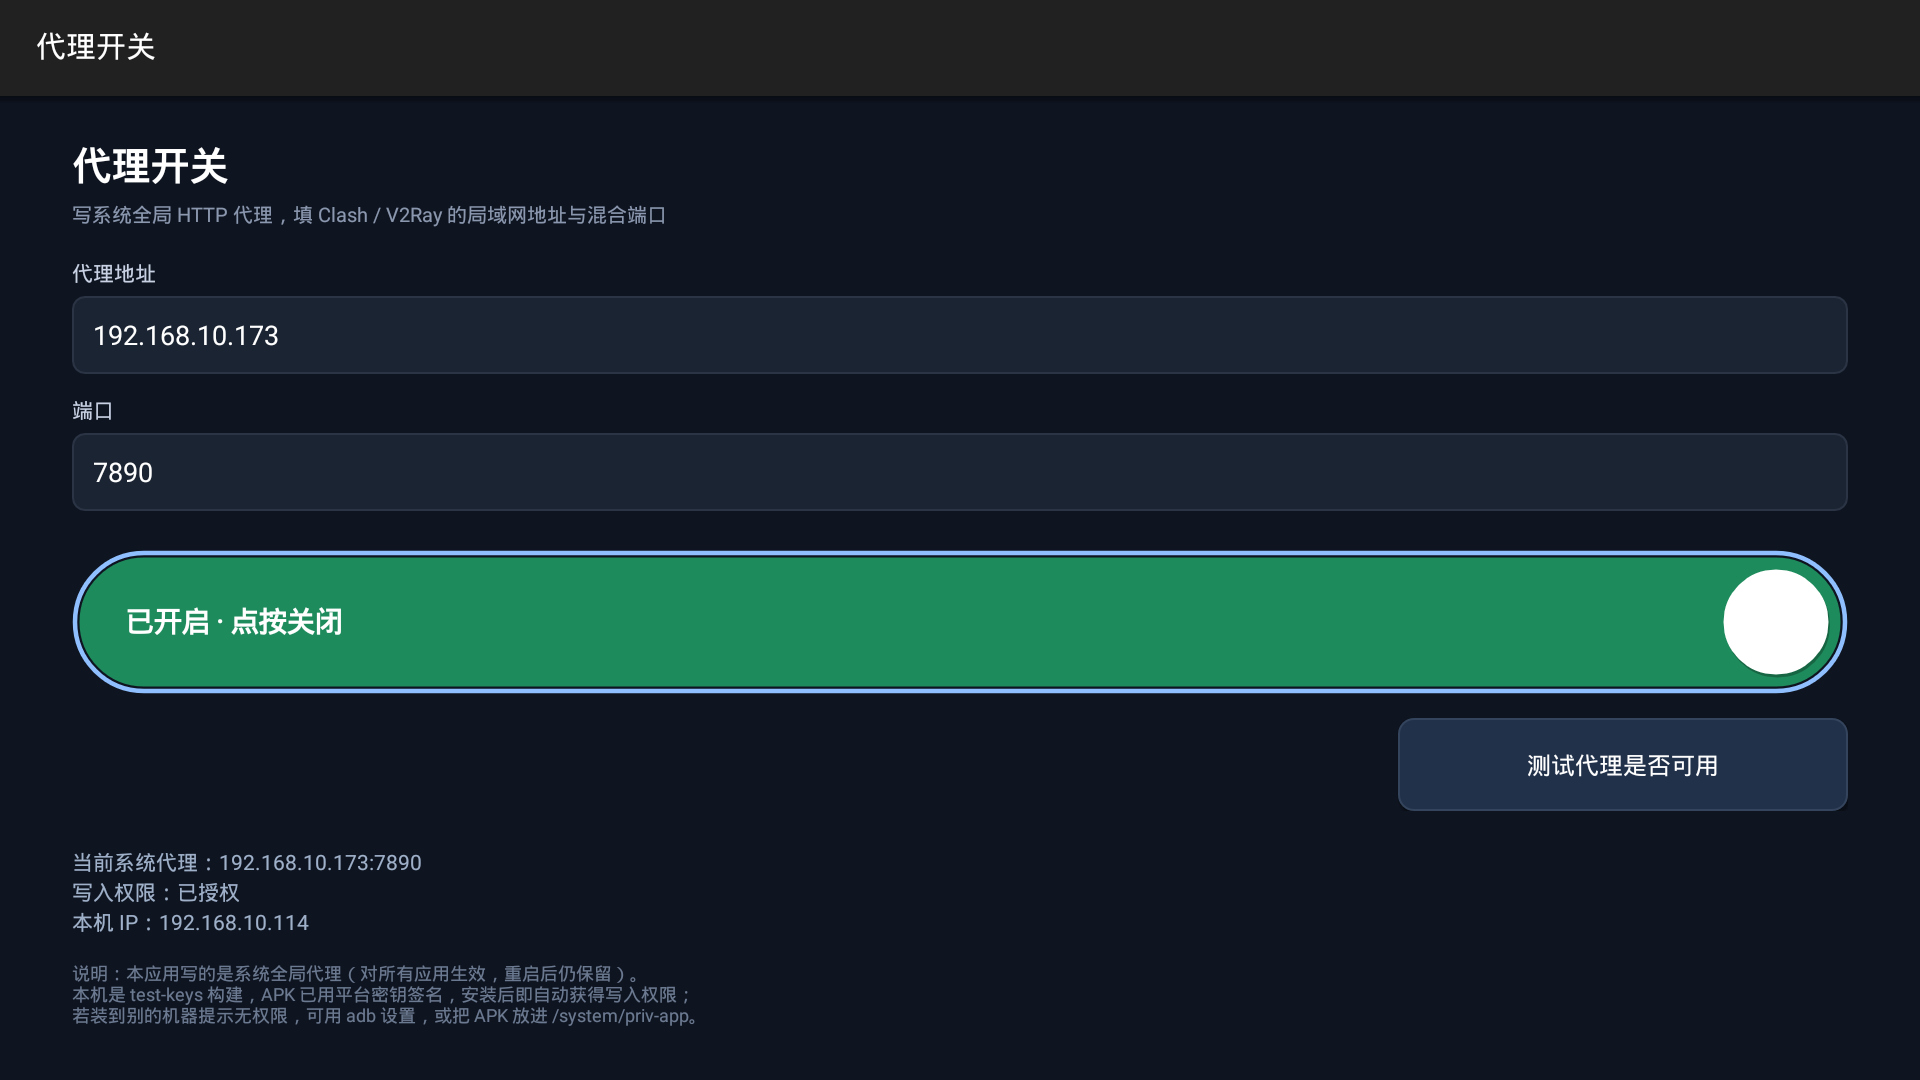 代理开关
代理开关
写系统全局 HTTP 代理，填 Clash / V2Ray 的局域网地址与混合端口
代理地址
192.168.10.173
端口
7890
已开启 · 点按关闭
测试代理是否可用
当前系统代理：192.168.10.173:7890
写入权限：已授权
本机 IP：192.168.10.114
说明：本应用写的是系统全局代理（对所有应用生效，重启后仍保留）。
本机是 test-keys 构建，APK 已用平台密钥签名，安装后即自动获得写入权限；
若装到别的机器提示无权限，可用 adb 设置，或把 APK 放进 /system/priv-app。